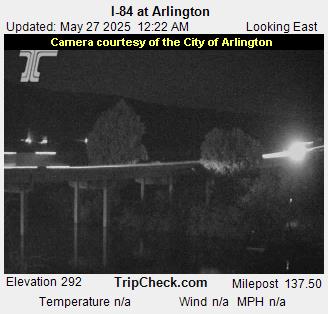 I-84 at Arlington
Updated: May 27 2025 12:22 AM Looking East
Camera courtesy of the City of Arlington
Elevation 292 TripCheck.com Milepost 137.50
Temperature n/a Wind n/a MPH n/a